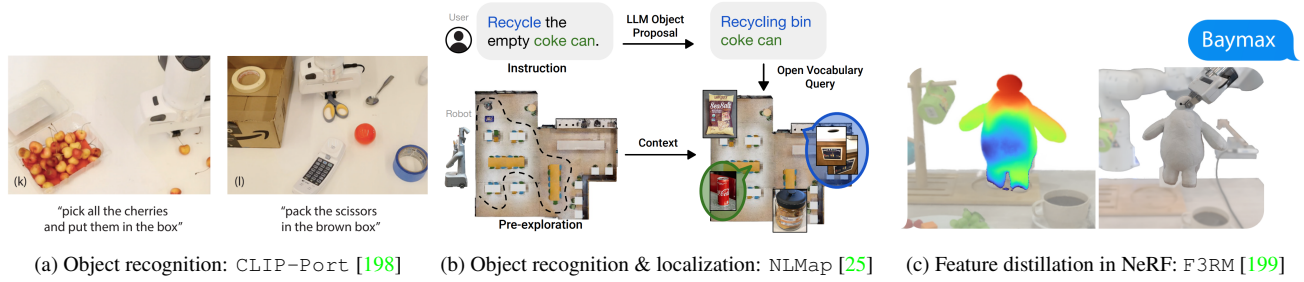 (k)
"pick all the cherries
and put them in the box"
(l)
"pack the scissors
in the brown box"
(a) Object recognition: CLIP-Port [198]
User
Recycle the
empty coke can.
Instruction
LLM Object
Proposal
Recycling bin
coke can
Open Vocabulary
Query
Robot
Context
Pre-exploration
(b) Object recognition & localization: NLMap [25]
Baymax
(c) Feature distillation in NeRF: F3RM [199]